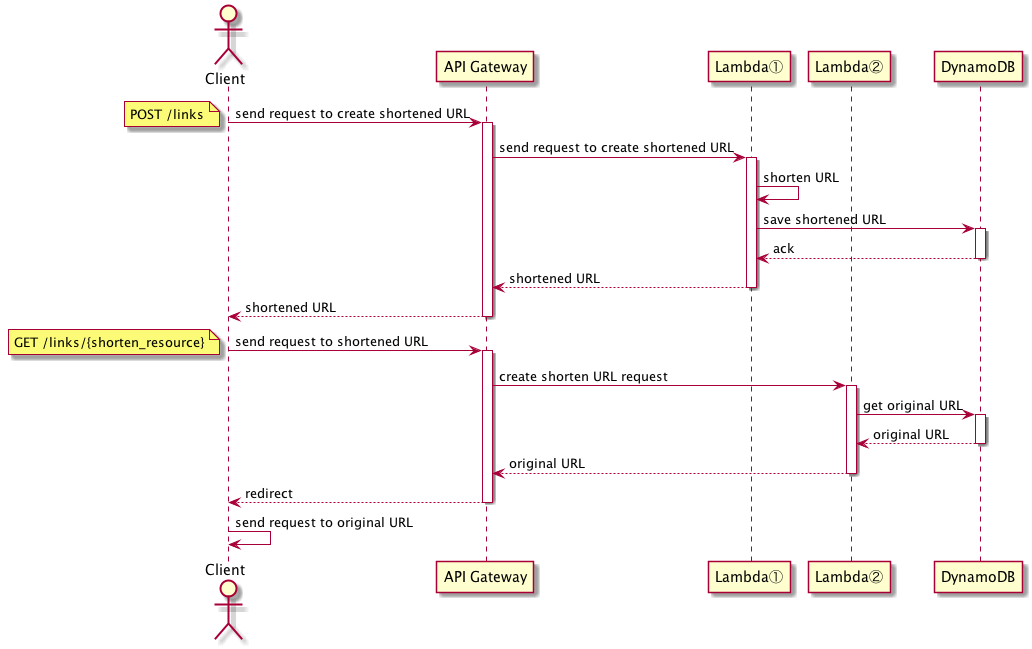 Client
API Gateway
Lambda①
Lambda②
DynamoDB
POST /links
send request to create shortened URL
send request to create shortened URL
shorten URL
save shortened URL
ack
shortened URL
shortened URL
GET /links/{shorten_resource}
send request to shortened URL
create shorten URL request
get original URL
original URL
original URL
redirect
send request to original URL
Client
API Gateway
Lambda①
Lambda②
DynamoDB